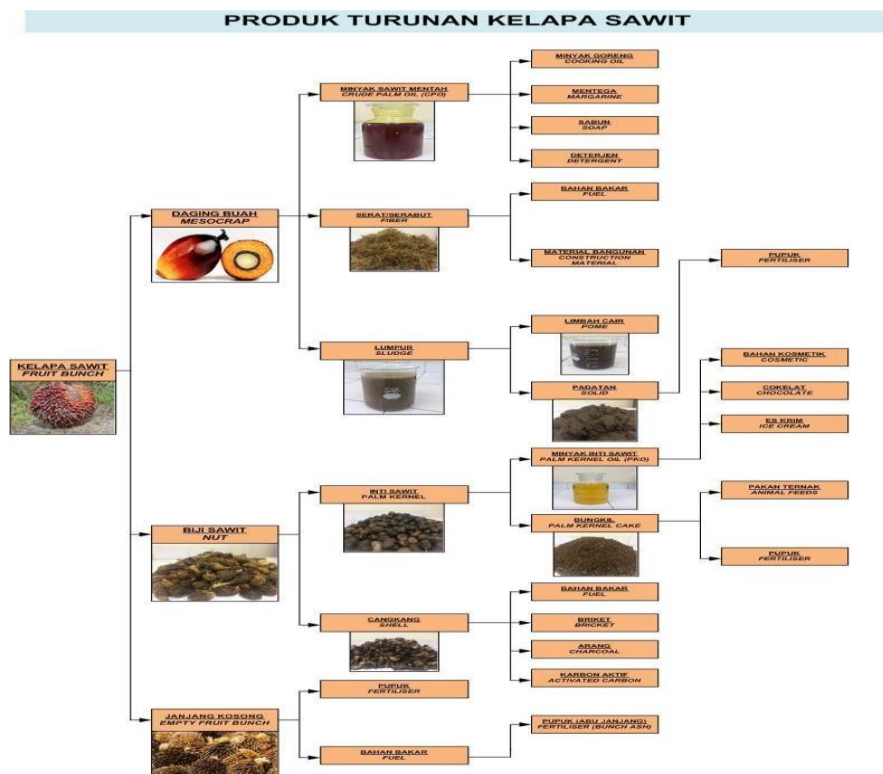 PRODUK TURUNAN KELAPA SAWIT
MINYAK GORENG
COOKING OIL
MINYAK SAWIT MENTAH
CRUDE PALM OIL (CPO)
MENTEGA
MARGARINE
SABUN
SOAP
DETERJEN
DETERGENT
DAGING BUAH
MESOCRAP
SERAT/SERABUT
FIBER
BAHAN BAKAR
FUEL
MATERIAL BANGUNAN
CONSTRUCTION
MATERIAL
PUPUK
FERTILISER
LUMPUR
SLUDGE
LIMBAH CAIR
POME
PADATAN
SOLID
KELAPA SAWIT
FRUIT BUNCH
BAHAN KOSMETIK
COSMETIC
COKELAT
CHOCOLATE
ES KRIM
ICE CREAM
MINYAK INTI SAWIT
PALM KERNEL OIL (PKO)
INTI SAWIT
PALM KERNEL
PAKAN TERNAK
ANIMAL FEEDS
BIJI SAWIT
NUT
BUNGKIL
PALM KERNEL CAKE
PUPUK
FERTILISER
CANGKANG
SHELL
BAHAN BAKAR
FUEL
BRIKET
BRICKET
ARANG
CHARCOAL
KARBON AKTIF
ACTIVATED CARBON
PUPUK
FERTILISER
JANJANG KOSONG
EMPTY FRUIT BUNCH
BAHAN BAKAR
FUEL
PUPUK (ABU JANJANG)
FERTILISER (BUNCH ASH)